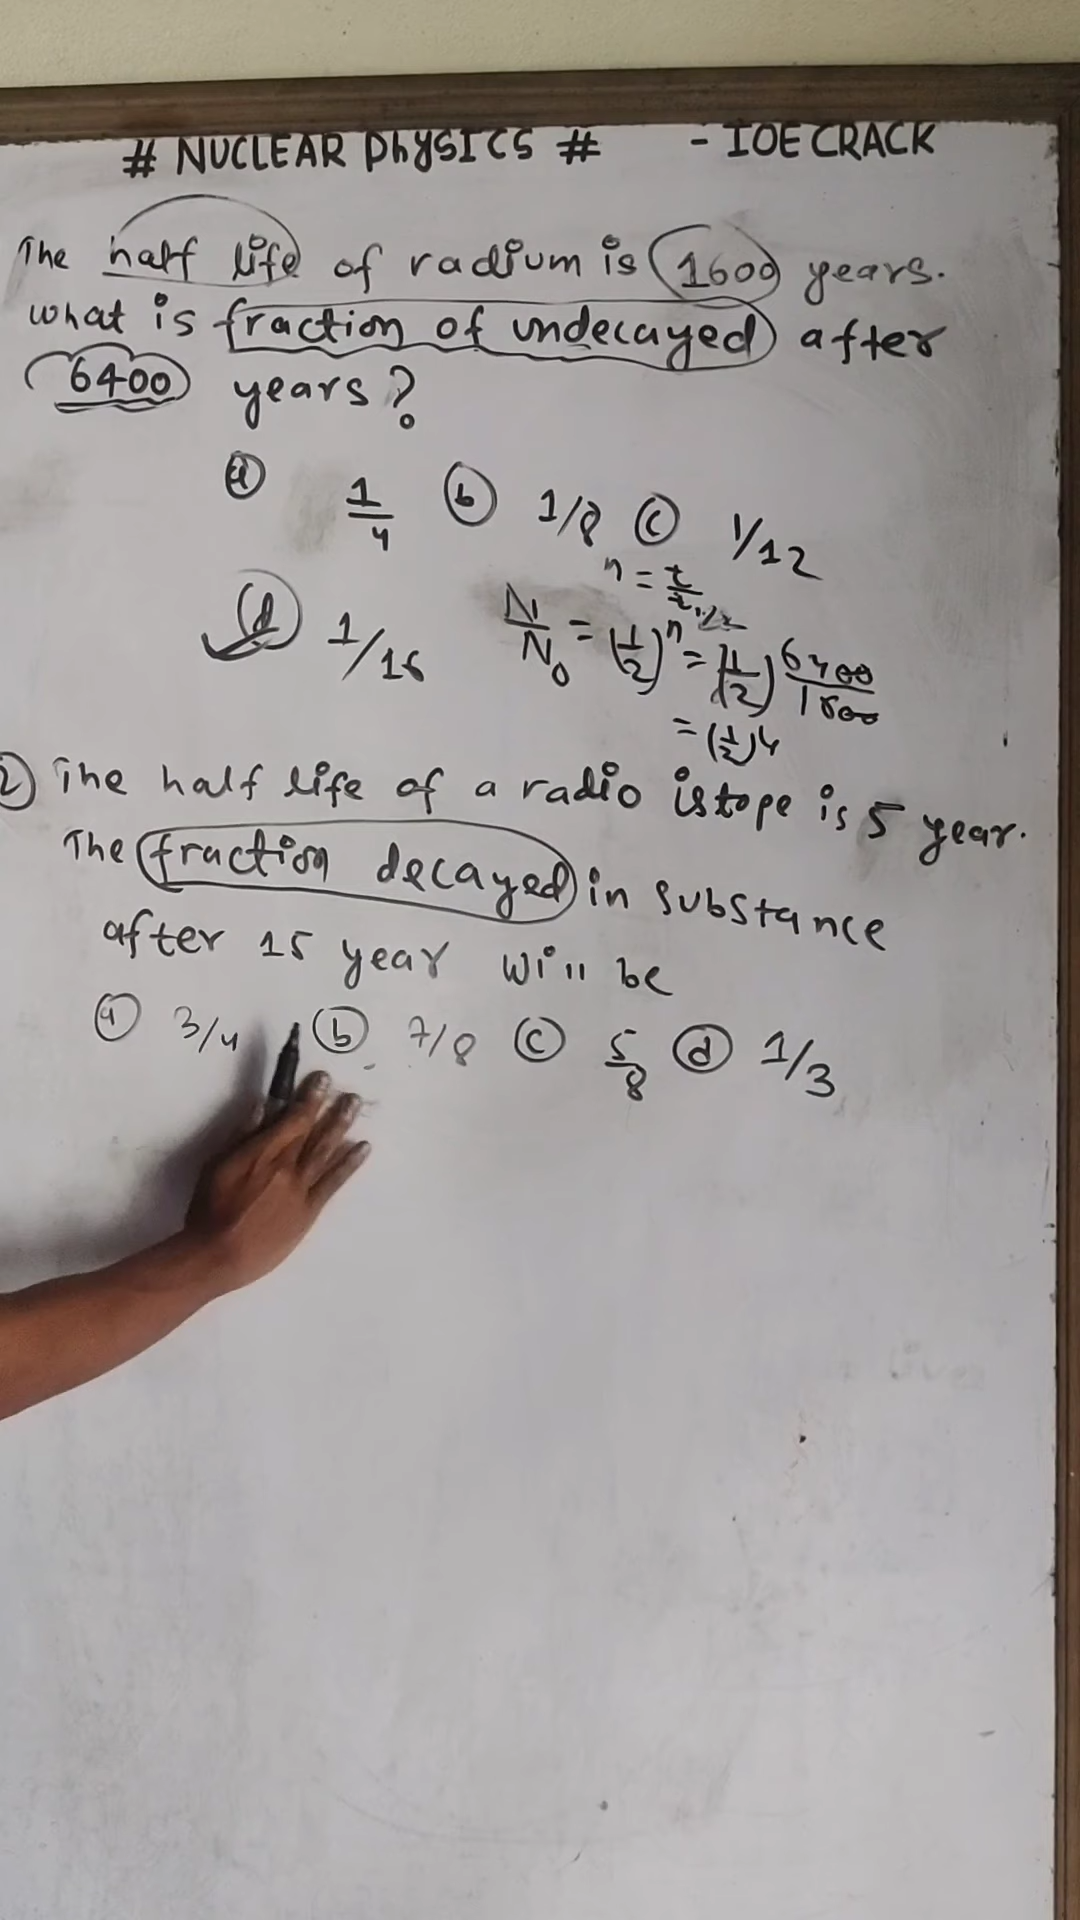 # NUCLEAR PhYSICS # - IOE CRACK
The half life of radium is 1600 years.
what is fraction of undecayed after
6400 years?
(a) 1/4 (b) 1/8 (c) 1/12
n = t/t1/2
(d) 1/16 N/N0 = (1/2)^n = (1/2) 6400/1600
= (1/2)4
2) The half life of a radio istope is 5 year.
The fraction decayed in substance
after 15 year will be
(a) 3/4 (b) 7/8 (c) 5/8 (d) 1/3